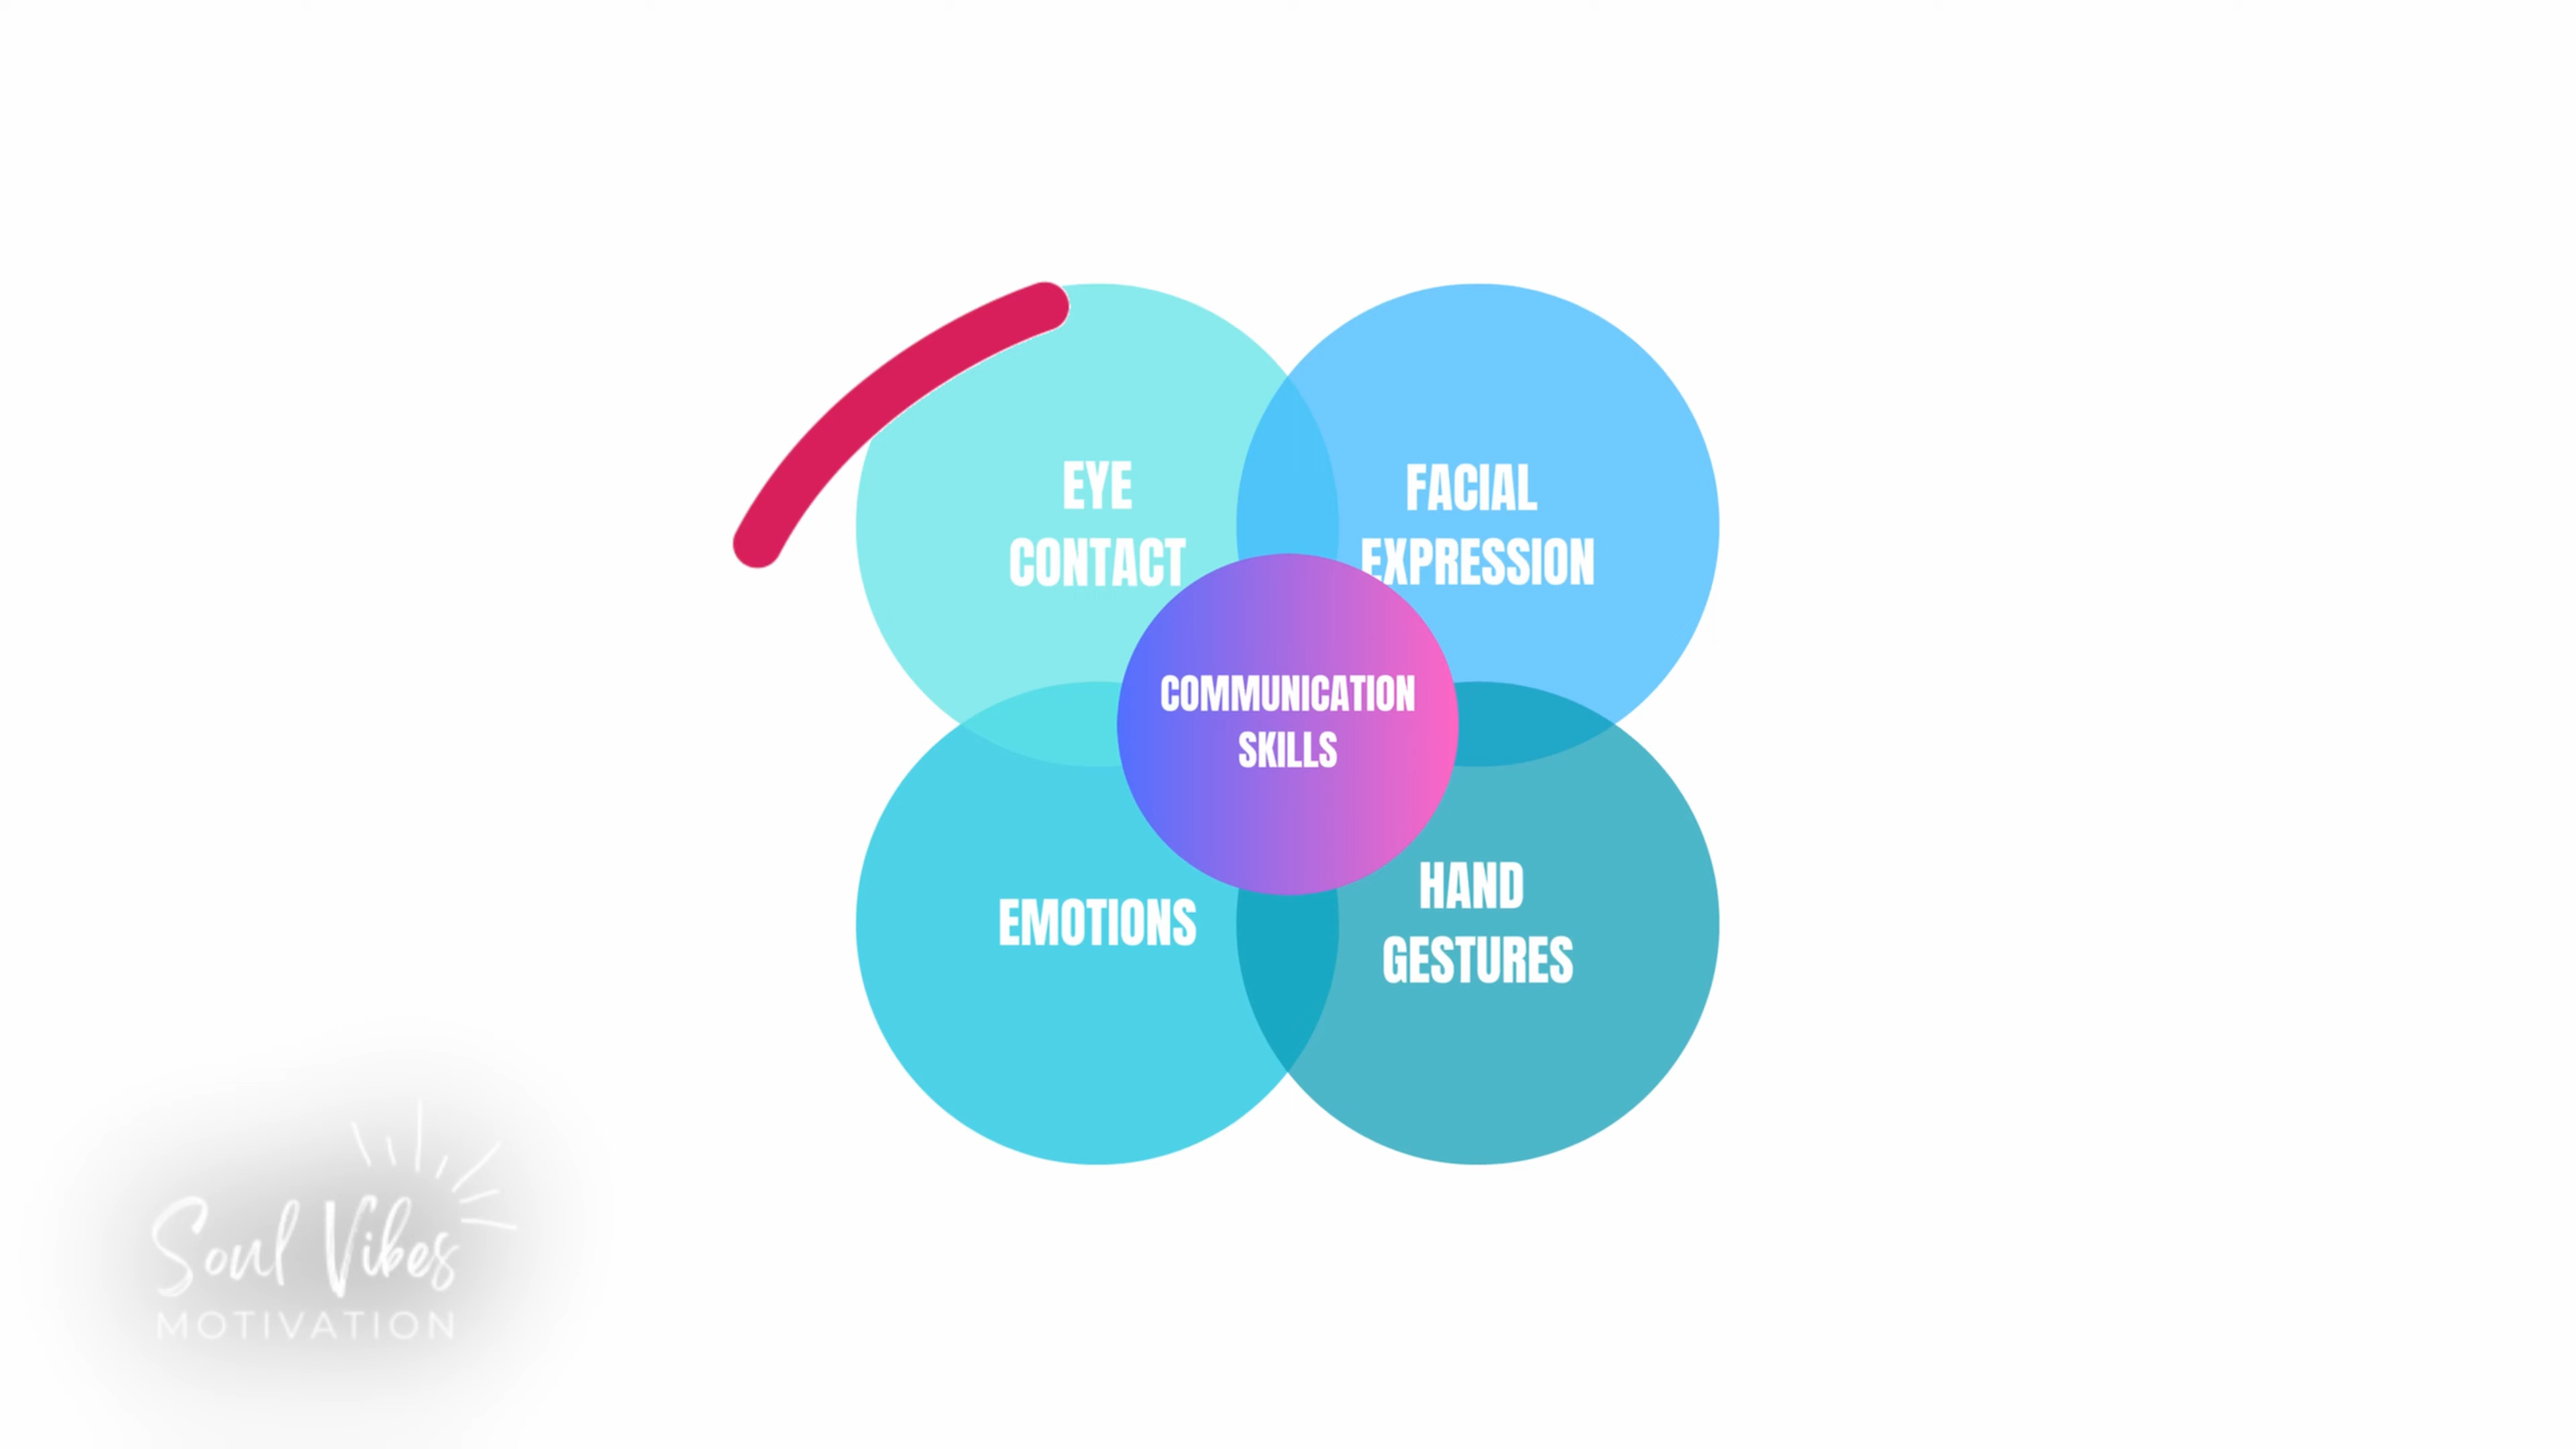 EYE
CONTACT
FACIAL
EXPRESSION
COMMUNICATION
SKILLS
EMOTIONS
HAND
GESTURES
Soul Vibes
MOTIVATION